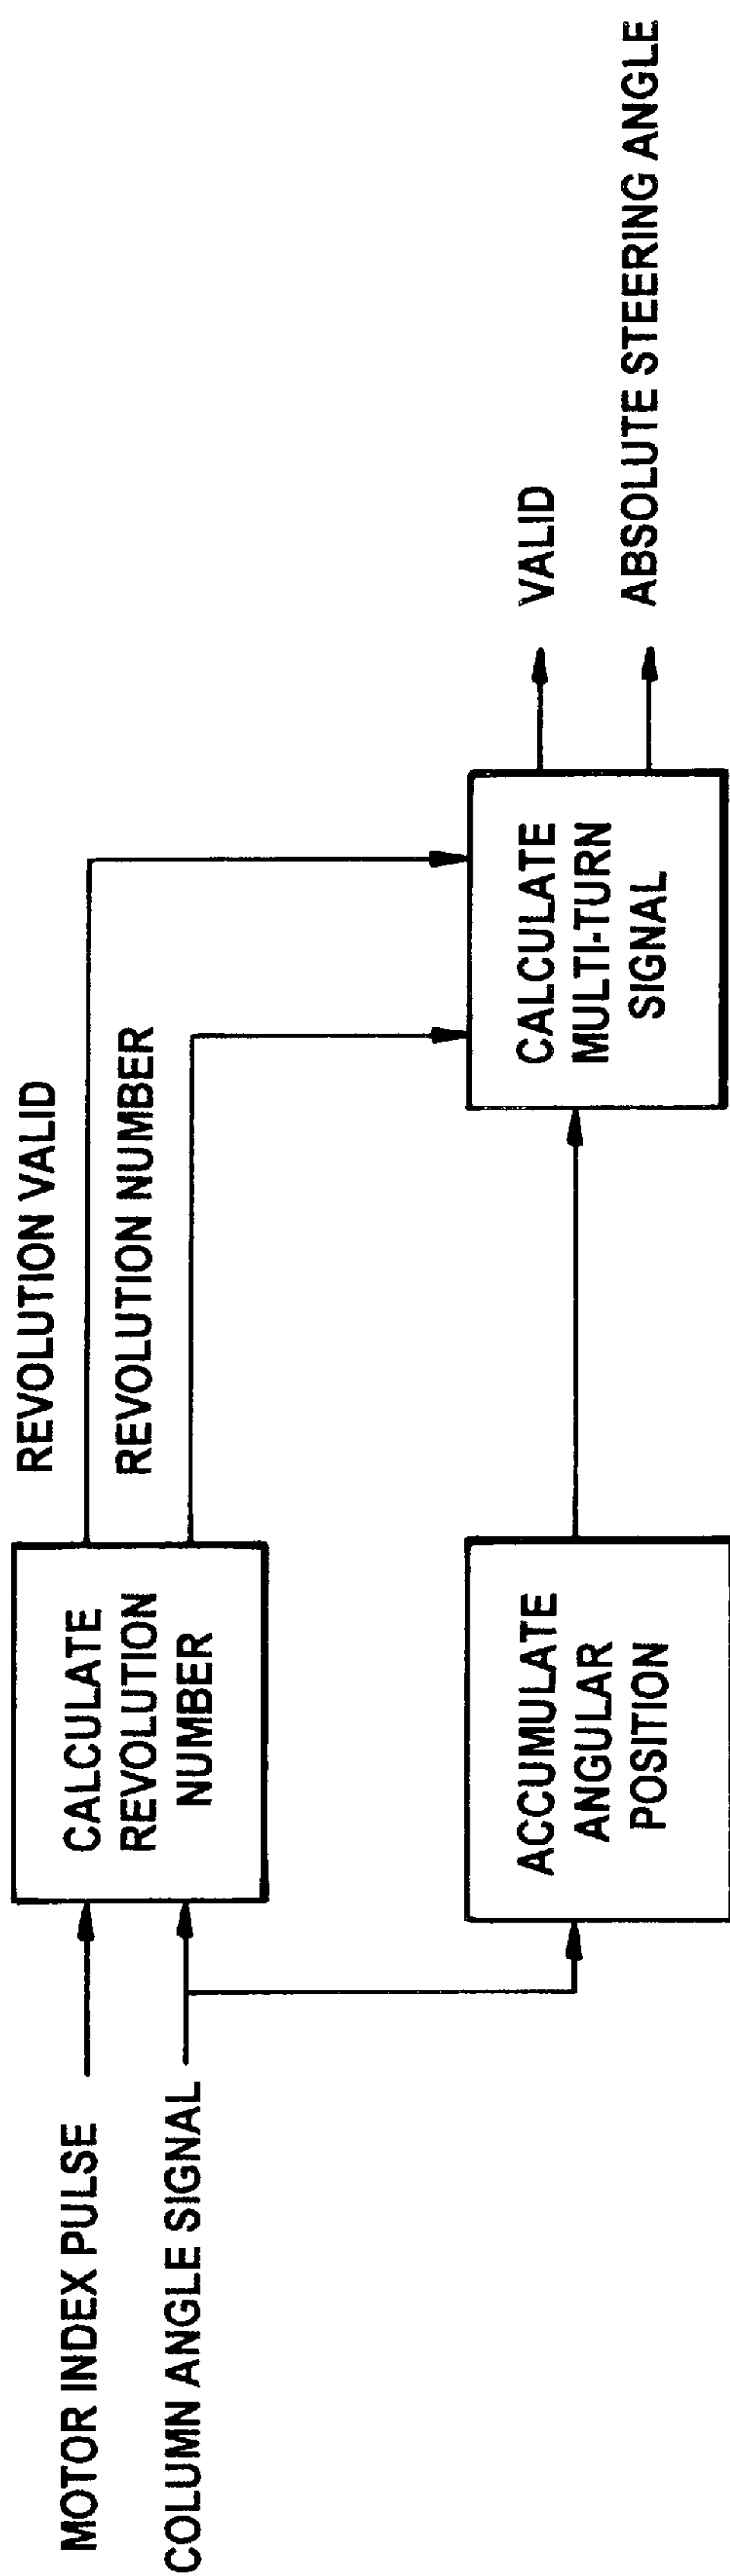 MOTOR INDEX PULSE
COLUMN ANGLE SIGNAL
CALCULATE
REVOLUTION
NUMBER
REVOLUTION VALID
REVOLUTION NUMBER
ACCUMULATE
ANGULAR
POSITION
CALCULATE
MULTI-TURN
SIGNAL
VALID
ABSOLUTE STEERING ANGLE